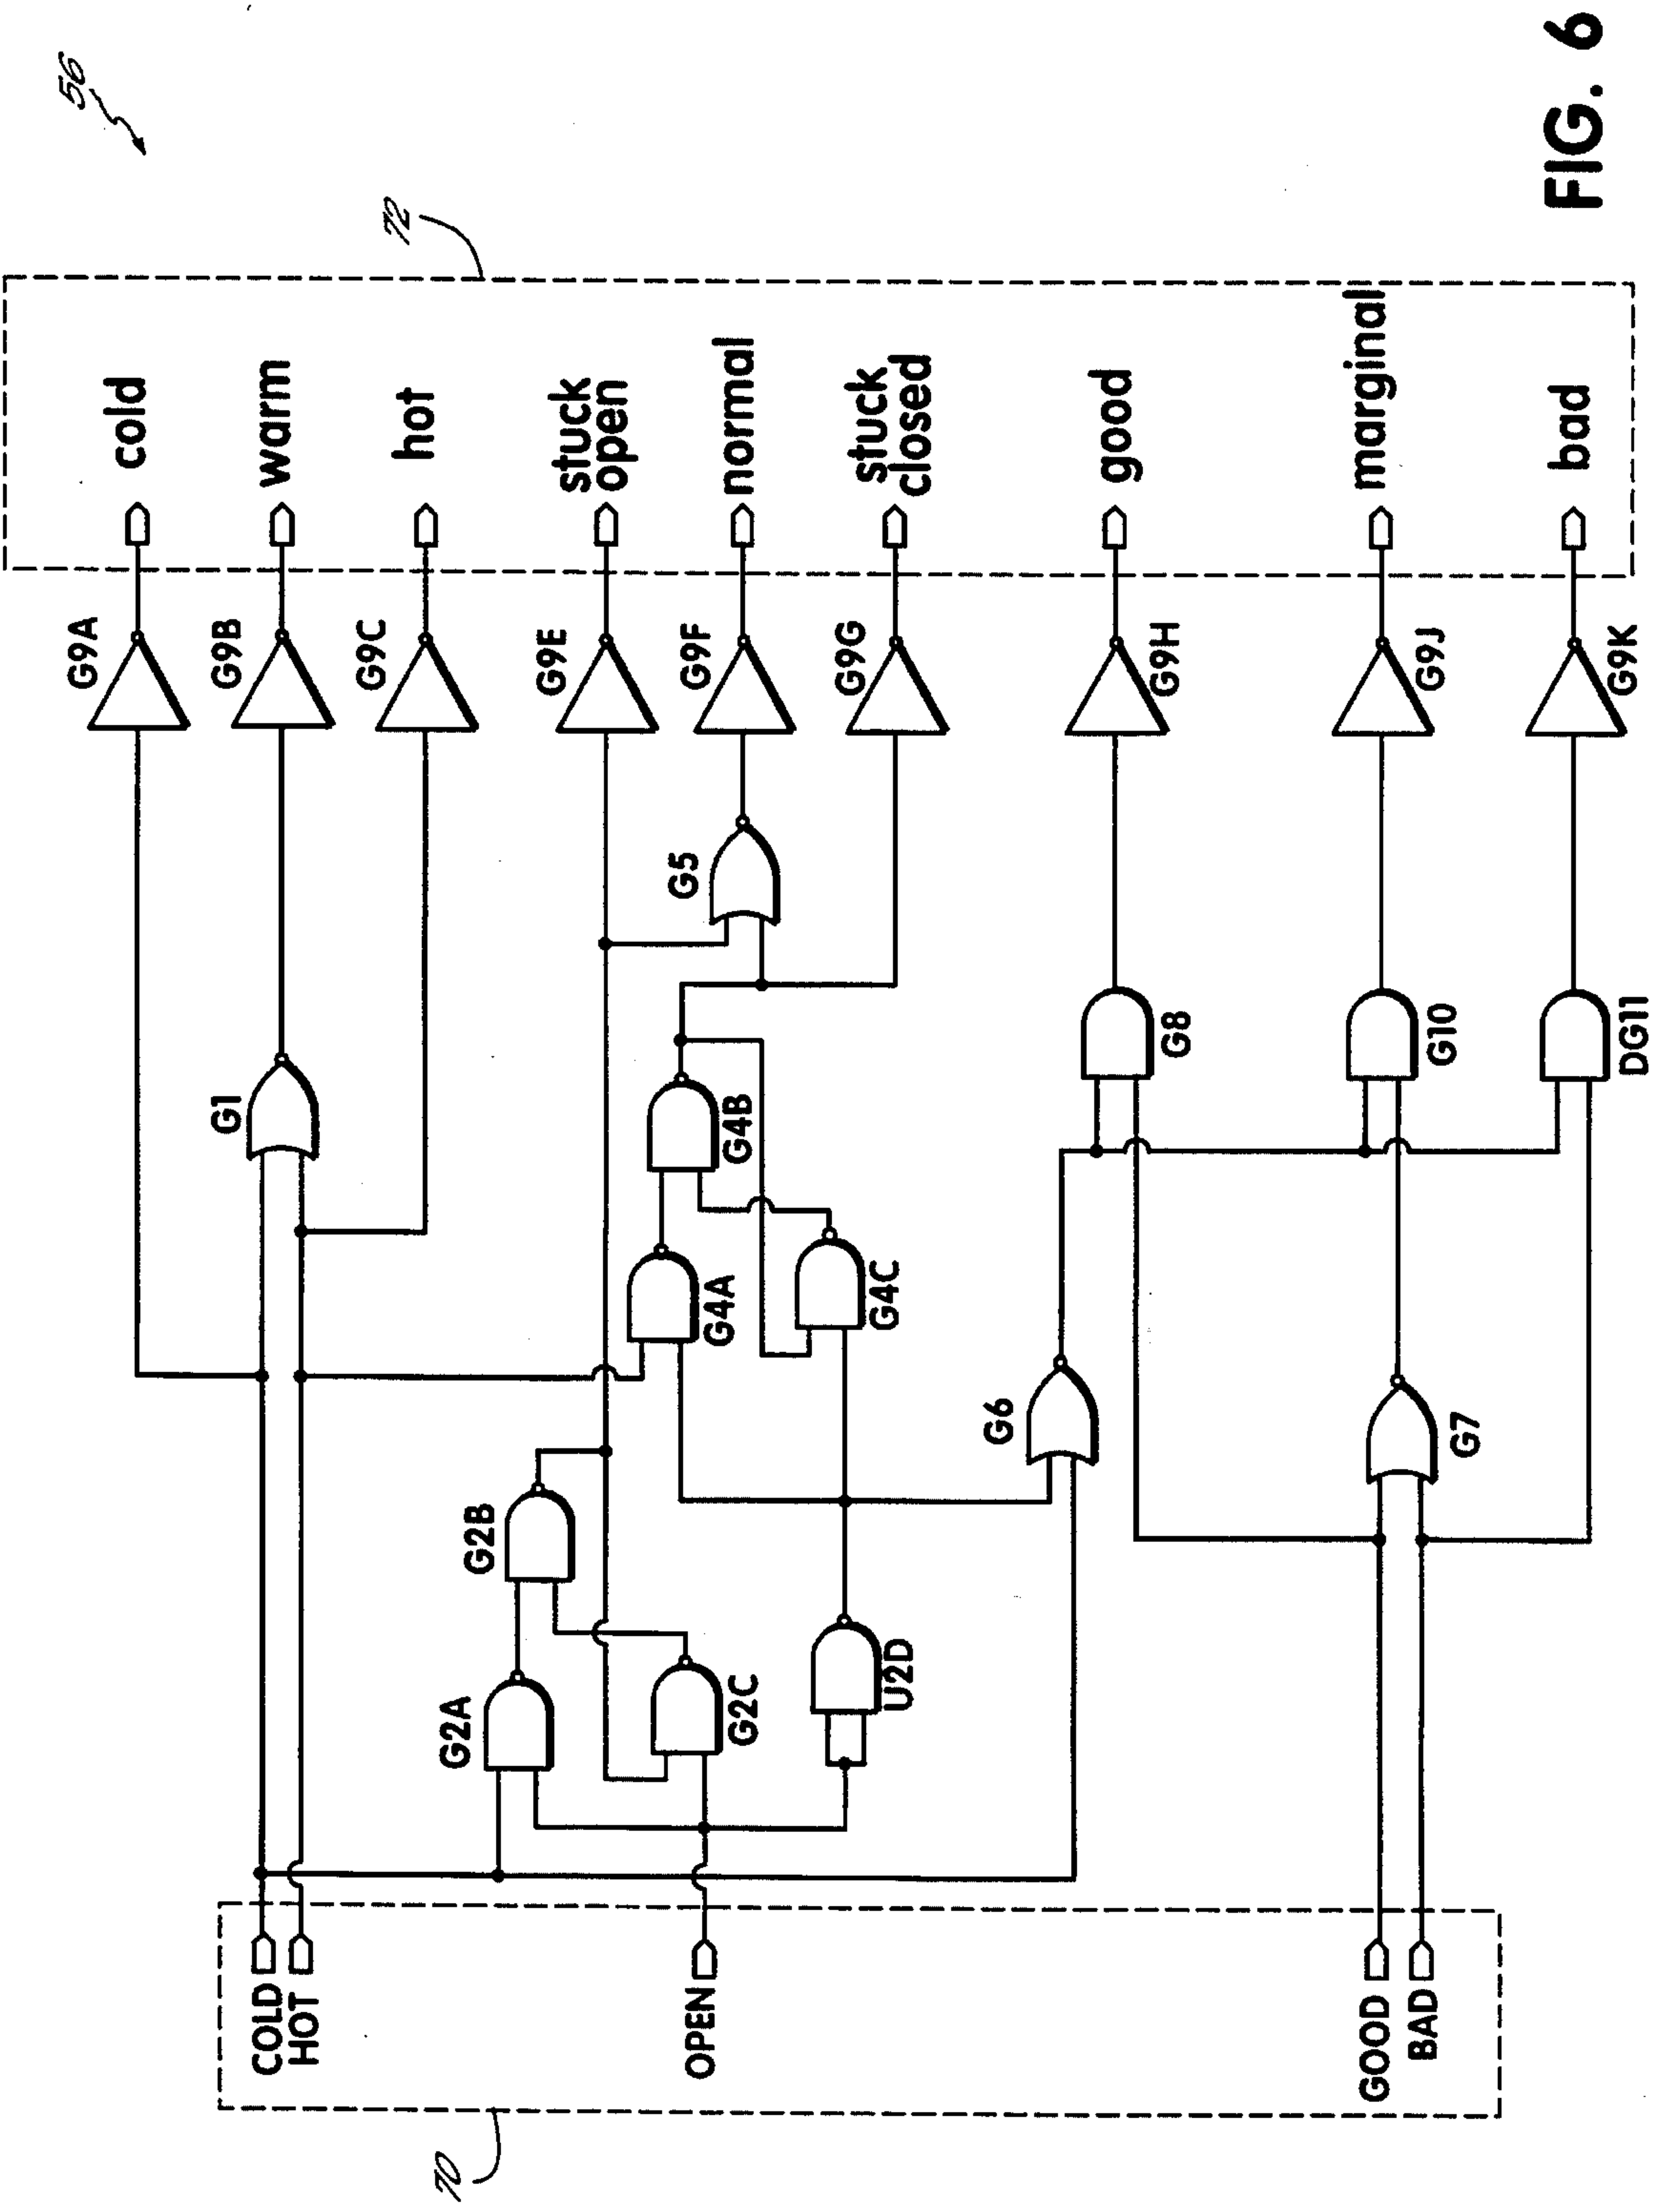 56
72
cold
warm
hot
stuck
open
normal
stuck
closed
good
marginal
bad
G9A
G9B
G9C
G9E
G9F
G9G
G9H
G9J
G9K
G1
G5
G4B
G8
G10
DG11
G4A
G4C
G6
G7
G2B
G2A
G2C
U2D
COLD
HOT
OPEN
GOOD
BAD
70
FIG. 6